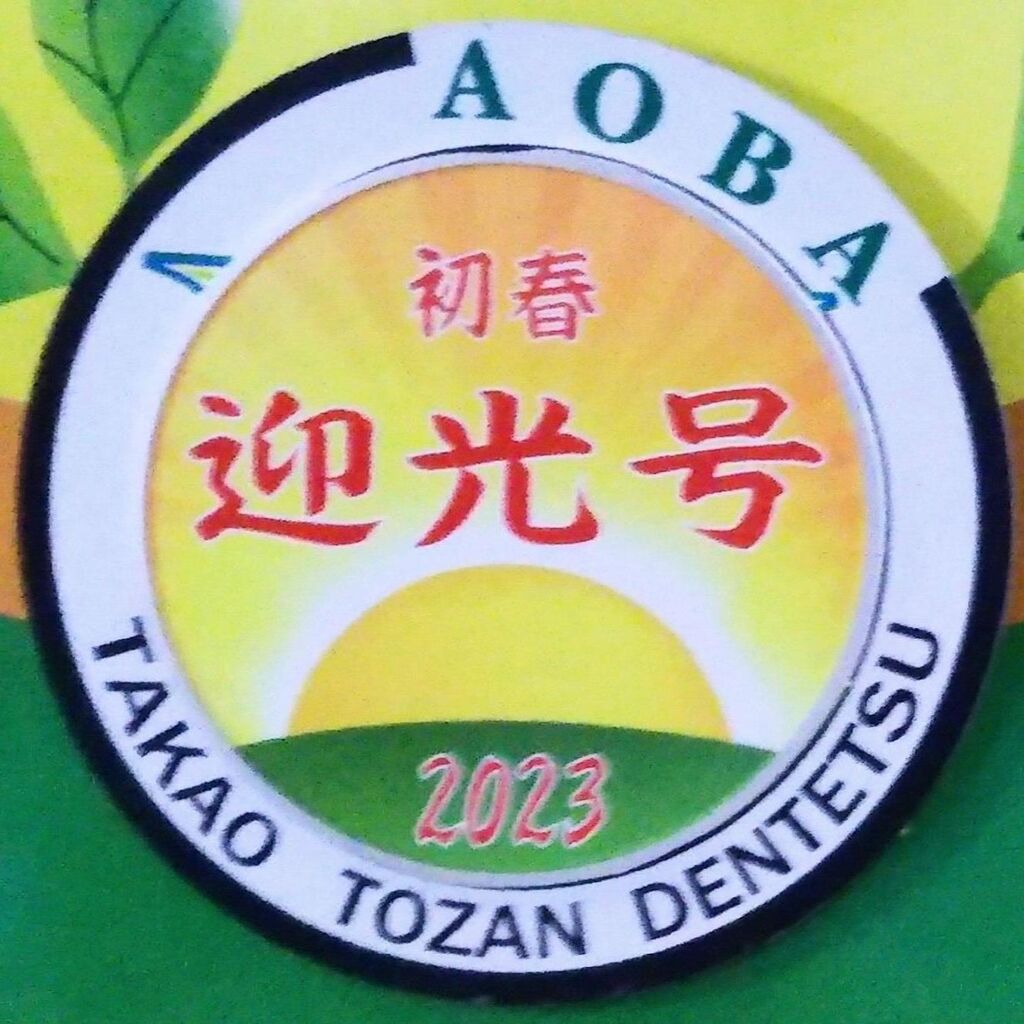 AOBA
初春
迎光号
2023
TAKAO TOZAN DENTETSU